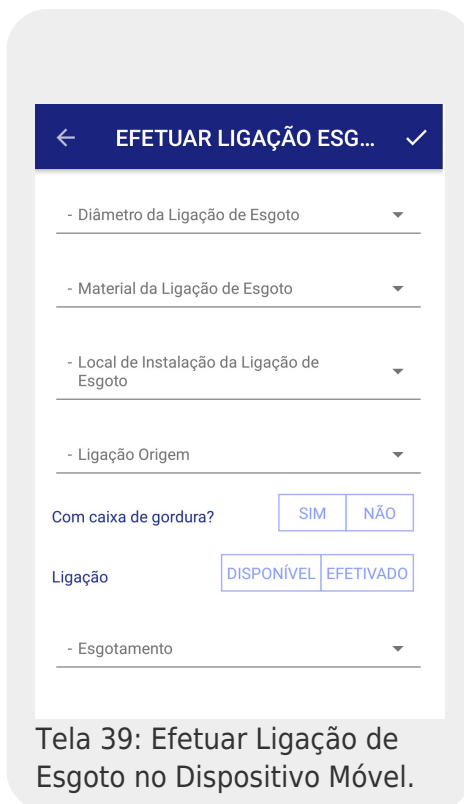 EFETUAR LIGAÇÃO ESG...
- Diâmetro da Ligação de Esgoto
- Material da Ligação de Esgoto
- Local de Instalação da Ligação de
Esgoto
- Ligação Origem
Com caixa de gordura? SIM NÃO
Ligação DISPONÍVEL EFETIVADO
- Esgotamento
Tela 39: Efetuar Ligação de
Esgoto no Dispositivo Móvel.